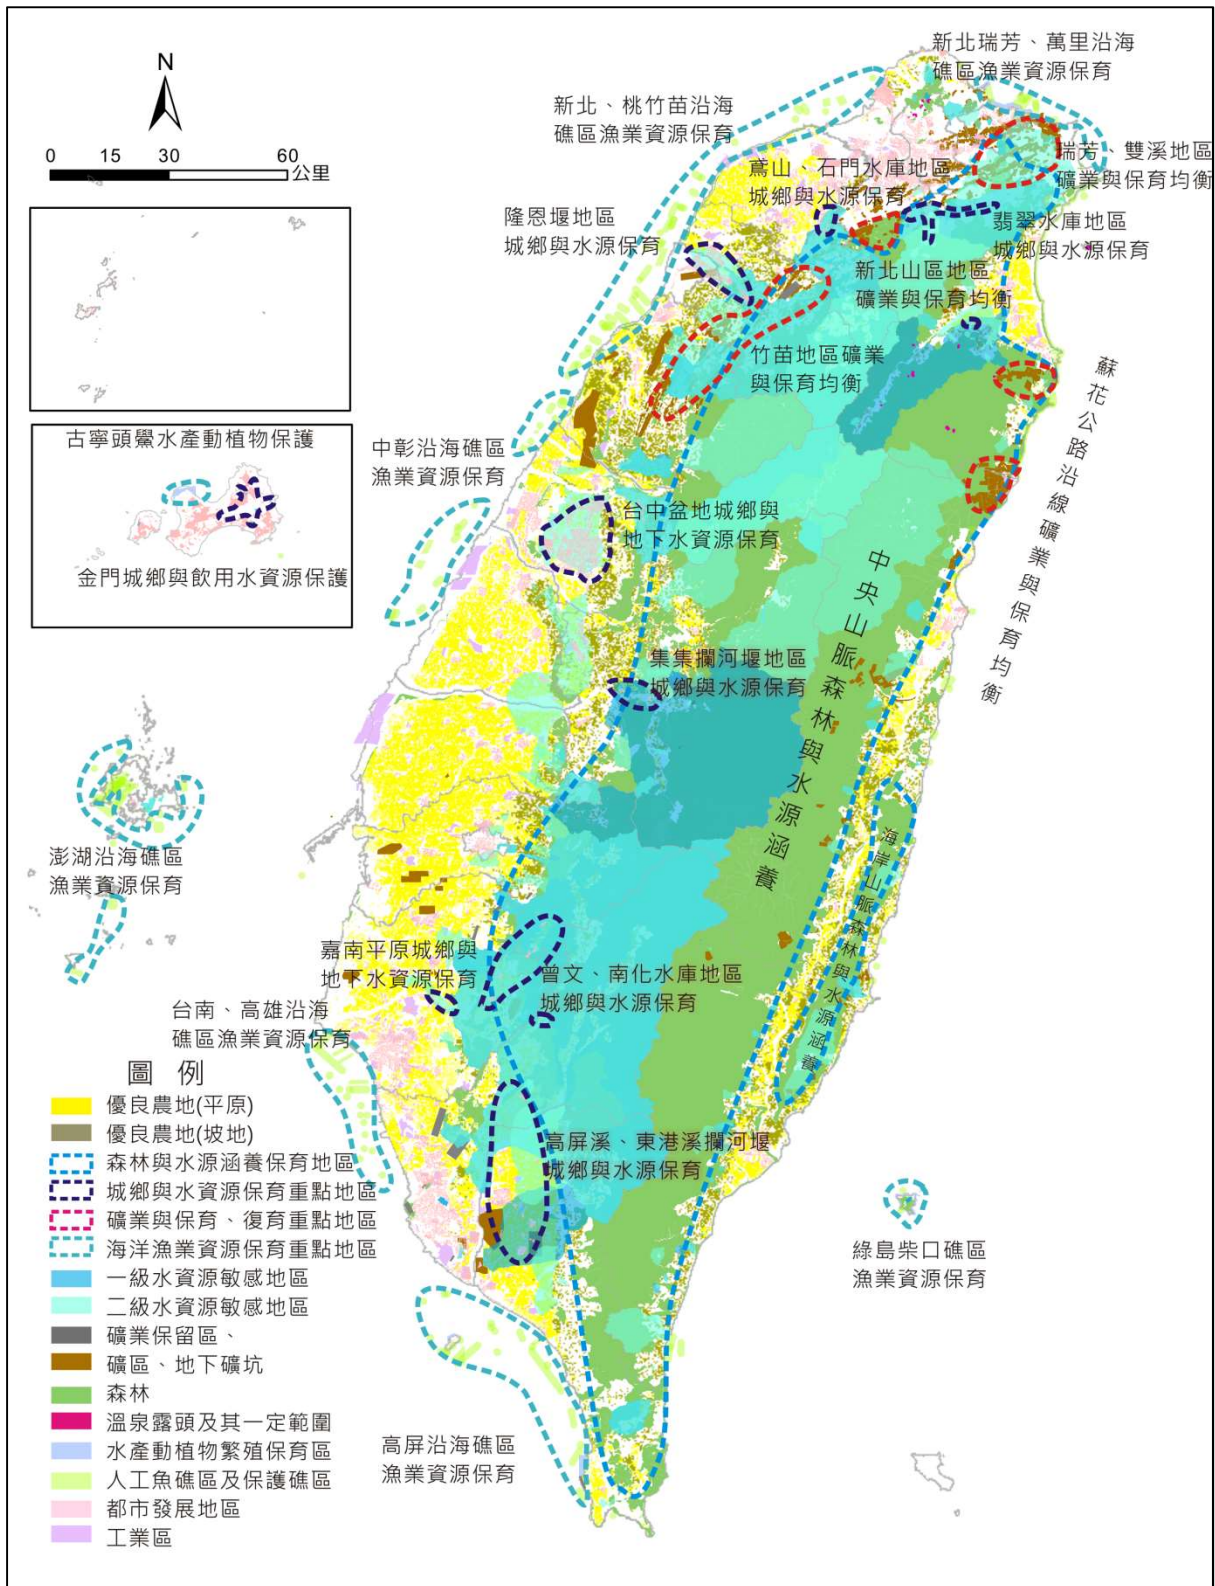 新北瑞芳、萬里沿海
礁區漁業資源保育
N
新北、桃竹苗沿海
礁區漁業資源保育
0 15 30 60
公里
鳶山、石門水庫地區
城鄉與水源保育
瑞芳、雙溪地區
礦業與保育均衡
隆恩堰地區
城鄉與水源保育
翡翠水庫地區
城鄉與水源保育
新北山區地區
礦業與保育均衡
竹苗地區礦業
與保育均衡
蘇花公路沿線礦業與保育均衡
古寧頭鱟水產動植物保護
金門城鄉與飲用水資源保護
中彰沿海礁區
漁業資源保育
台中盆地城鄉與
地下水資源保育
中央山脈森林與水源涵養
集集攔河堰地區
城鄉與水源保育
海岸山脈森林與水源涵養
澎湖沿海礁區
漁業資源保育
嘉南平原城鄉與
地下水資源保育
曾文、南化水庫地區
城鄉與水源保育
台南、高雄沿海
礁區漁業資源保育
高屏溪、東港溪攔河堰
城鄉與水源保育
綠島柴口礁區
漁業資源保育
高屏沿海礁區
漁業資源保育
圖 例
優良農地(平原)
優良農地(坡地)
森林與水源涵養保育地區
城鄉與水資源保育重點地區
礦業與保育、復育重點地區
海洋漁業資源保育重點地區
一級水資源敏感地區
二級水資源敏感地區
礦業保留區、
礦區、地下礦坑
森林
溫泉露頭及其一定範圍
水產動植物繁殖保育區
人工魚礁區及保護礁區
都市發展地區
工業區